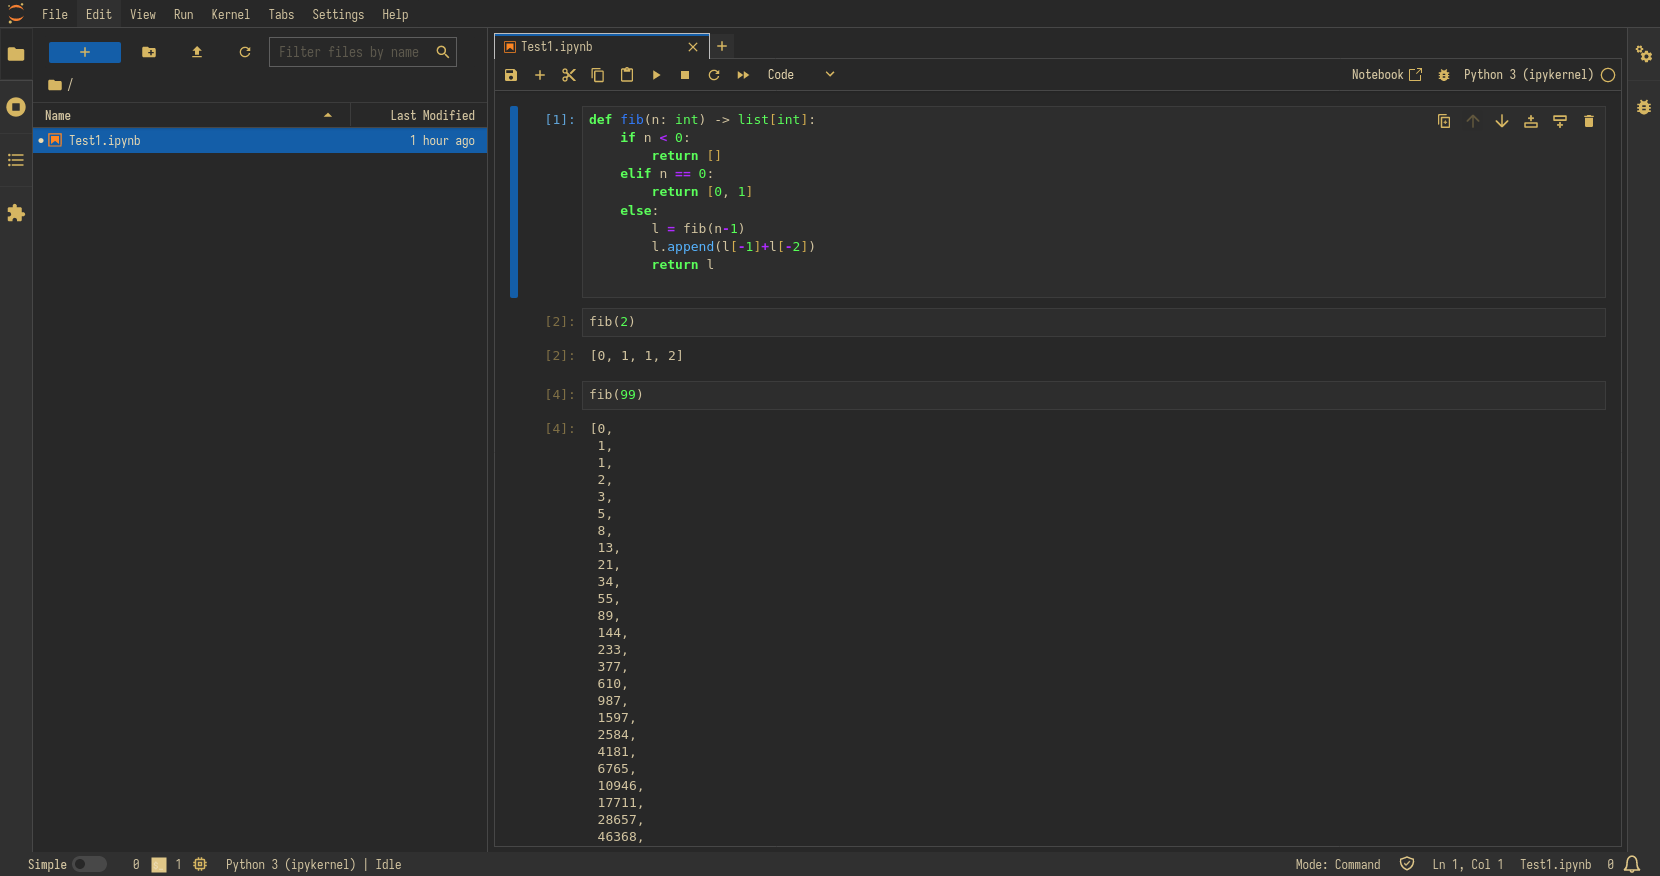 File Edit View Run Kernel Tabs Settings Help
Filter files by name
/
Name Last Modified
Test1.ipynb 1 hour ago
Test1.ipynb
Code Notebook Python 3 (ipykernel)
[1]: def fib(n: int) -> list[int]:
    if n < 0:
        return []
    elif n == 0:
        return [0, 1]
    else:
        l = fib(n-1)
        l.append(l[-1]+l[-2])
        return l
[2]: fib(2)
[2]: [0, 1, 1, 2]
[4]: fib(99)
[4]: [0,
1,
1,
2,
3,
5,
8,
13,
21,
34,
55,
89,
144,
233,
377,
610,
987,
1597,
2584,
4181,
6765,
10946,
17711,
28657,
46368,
Simple 0 1 Python 3 (ipykernel) | Idle Mode: Command Ln 1, Col 1 Test1.ipynb 0